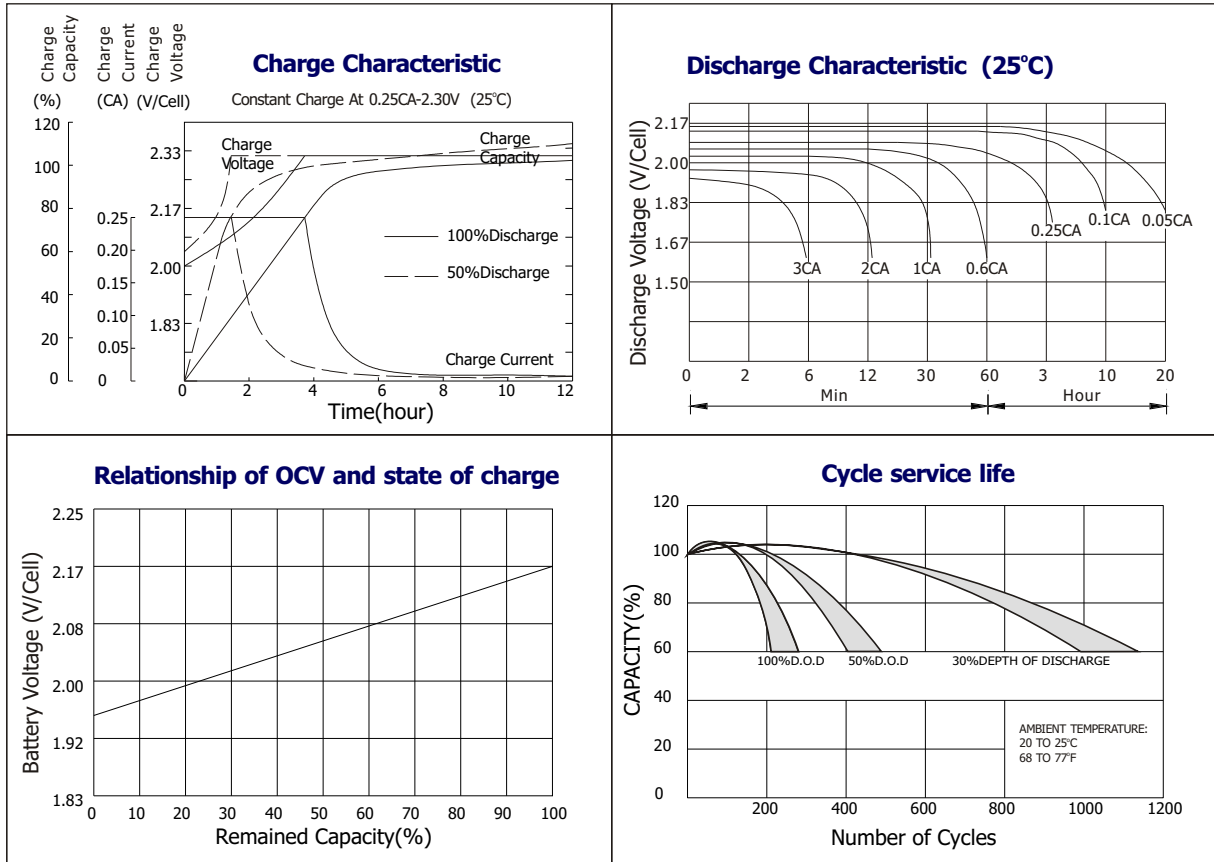 Charge
Capacity
Charge
Current
Charge
Voltage
(%)
(CA)
(V/Cell)
Charge Characteristic
Constant Charge At 0.25CA-2.30V (25°C)
120
100
80
60
40
20
0
0.25
0.20
0.15
0.10
0.05
0
2.33
2.17
2.00
1.83
Charge
Voltage
Charge
Capacity
100%Discharge
50%Discharge
Charge Current
0 2 4 6 8 10 12
Time(hour)
Discharge Characteristic (25°C)
Discharge Voltage (V/Cell)
2.17
2.00
1.83
1.67
1.50
3CA
2CA
1CA
0.6CA
0.25CA
0.1CA
0.05CA
0 2 6 12 30 60 3 10 20
Min
Hour
Relationship of OCV and state of charge
Battery Voltage (V/Cell)
2.25
2.17
2.08
2.00
1.92
1.83
0 10 20 30 40 50 60 70 80 90 100
Remained Capacity(%)
Cycle service life
CAPACITY(%)
120
100
80
60
40
20
0
100%D.O.D
50%D.O.D
30%DEPTH OF DISCHARGE
AMBIENT TEMPERATURE:
20 TO 25°C
68 TO 77°F
200 400 600 800 1000 1200
Number of Cycles